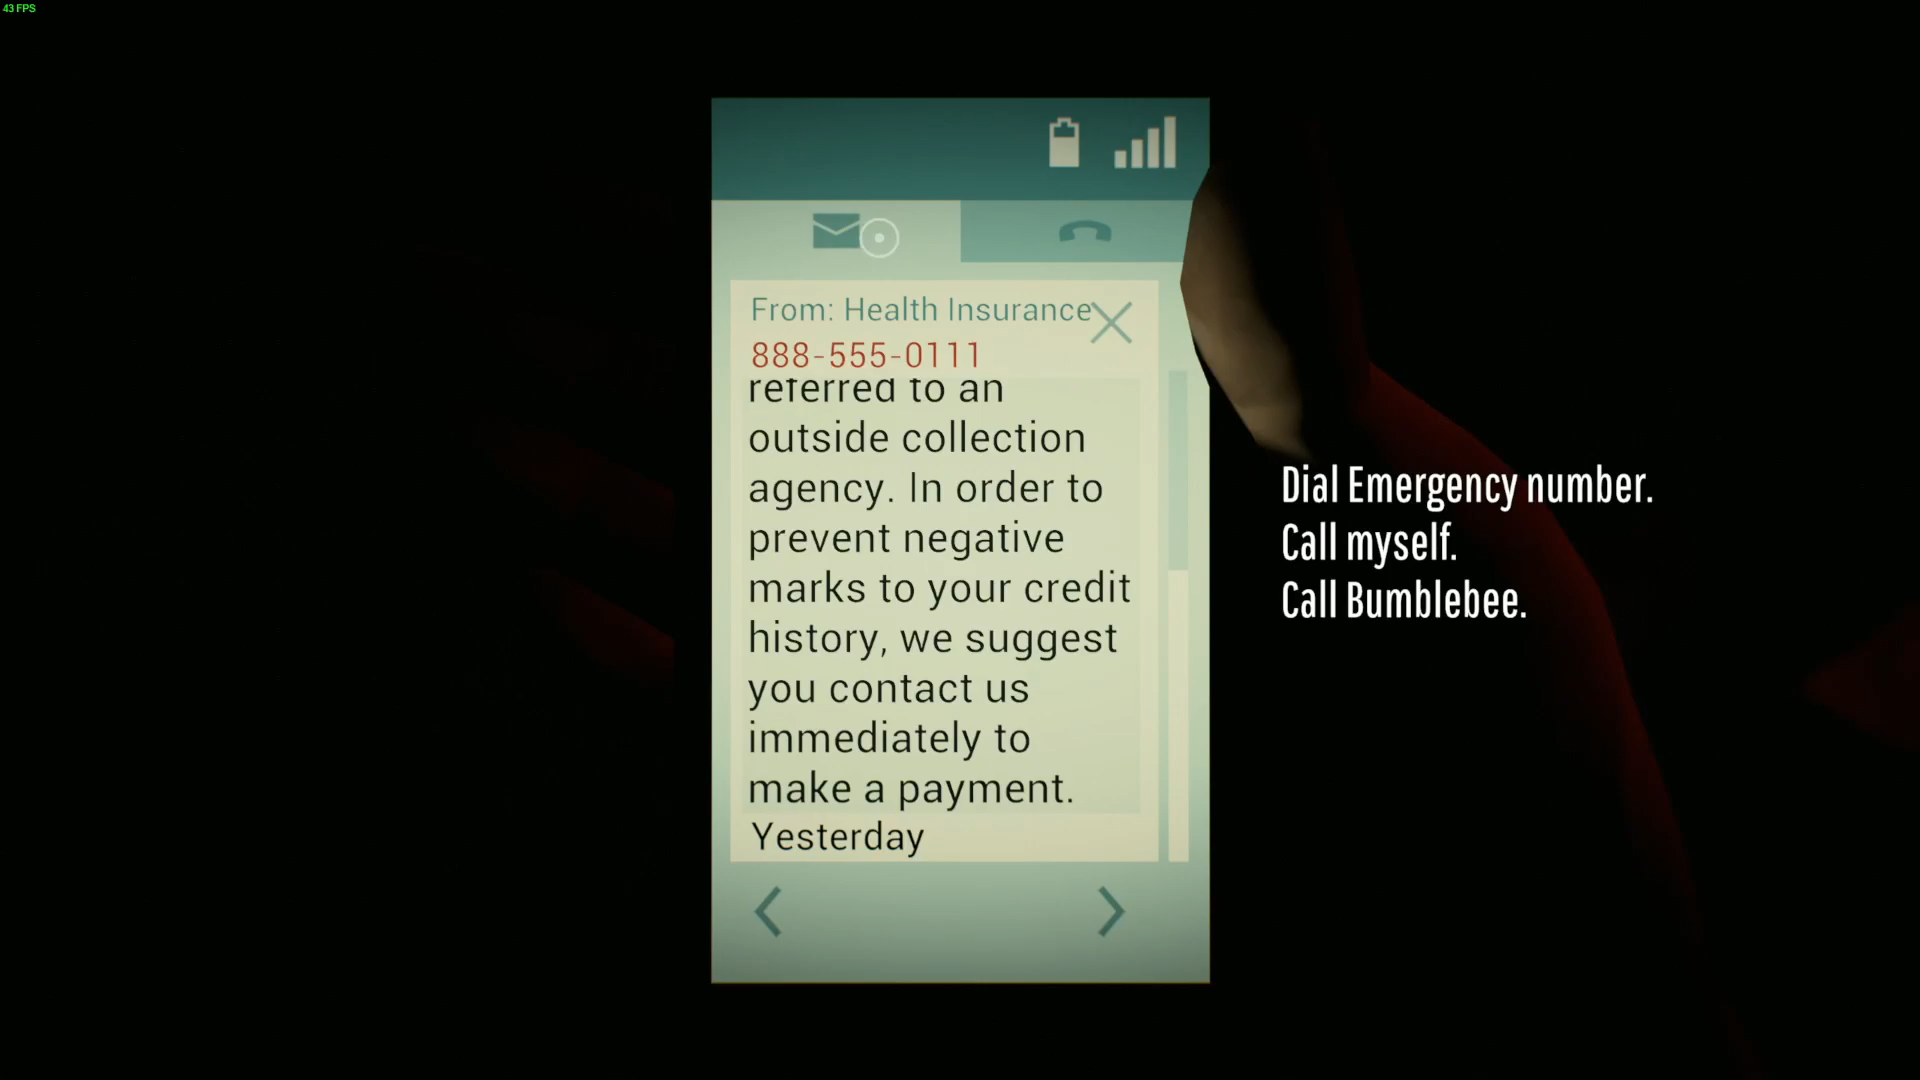 43 FPS
From: Health Insurance
888-555-0111
referred to an
outside collection
agency. In order to
prevent negative
marks to your credit
history, we suggest
you contact us
immediately to
make a payment.
Yesterday
Dial Emergency number.
Call myself.
Call Bumblebee.